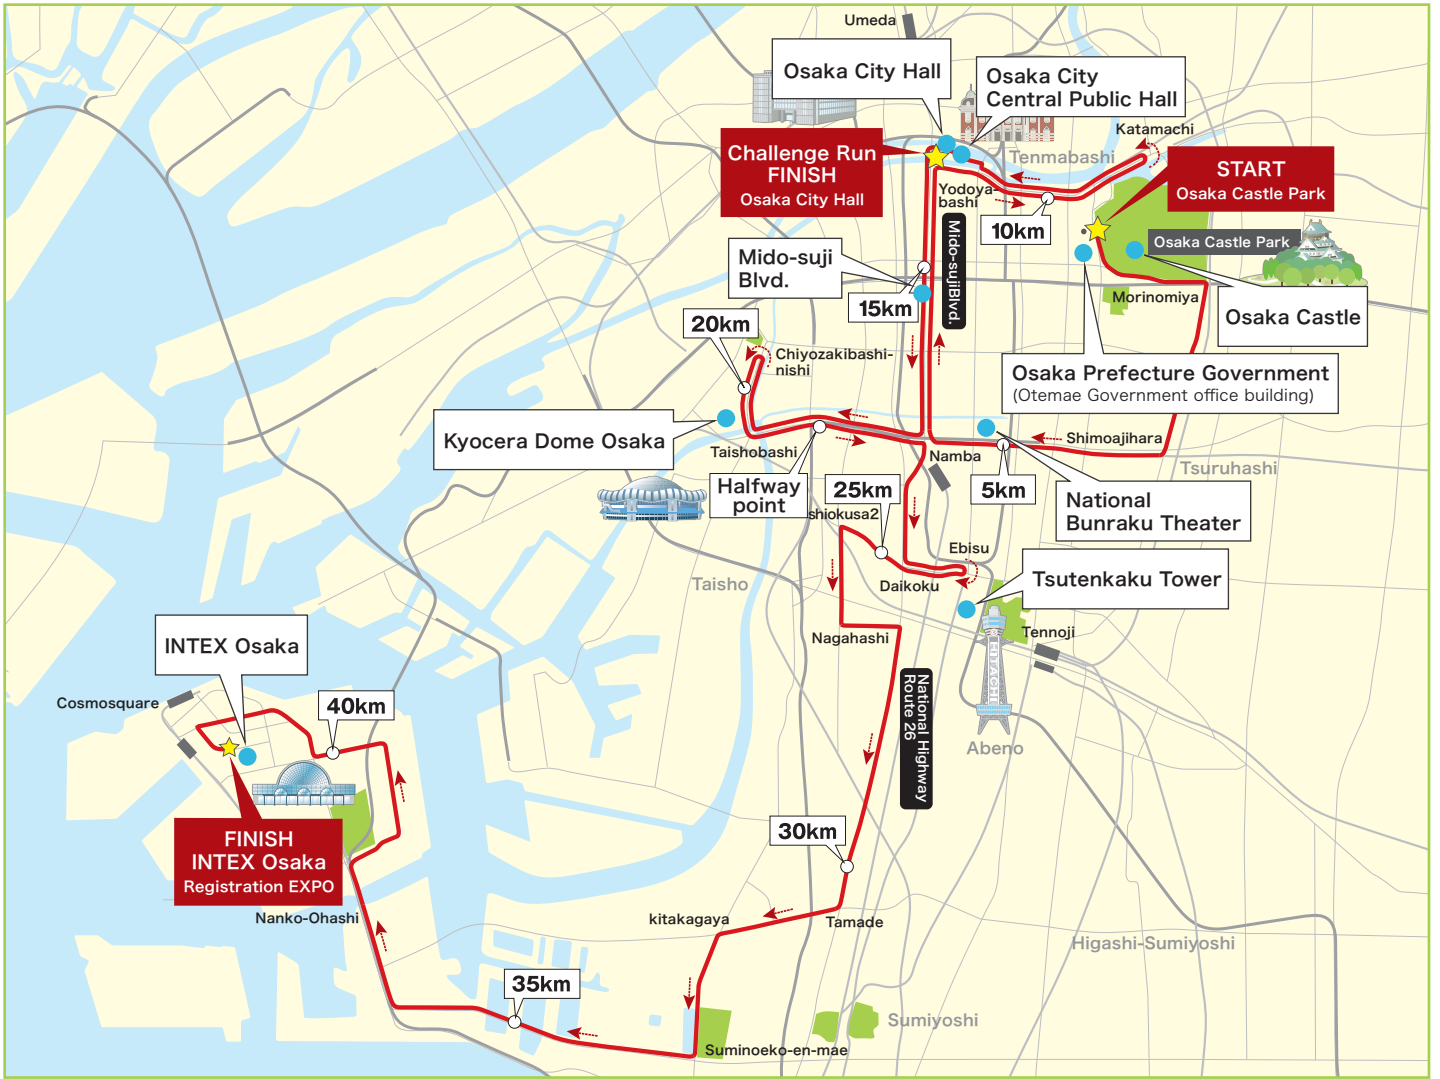 Umeda
Osaka City Hall
Osaka City
Central Public Hall
Katamachi
Tenmabashi
Challenge Run
FINISH
Osaka City Hall
START
Osaka Castle Park
Yodoya-
bashi
10km
Osaka Castle Park
Mido-suji
Blvd.
Mido-sujiBlvd.
15km
Morinomiya
Osaka Castle
20km
Chiyozakibashi-
nishi
Osaka Prefecture Government
(Otemae Government office building)
Kyocera Dome Osaka
Taishobashi
Shimoajihara
Tsuruhashi
Namba
Halfway
point
25km
5km
National
Bunraku Theater
shiokusa2
Ebisu
Taisho
Daikoku
Tsutenkaku Tower
Nagahashi
Tennoji
HITACHI
INTEX Osaka
Cosmosquare
40km
National Highway
Route 26
Abeno
FINISH
INTEX Osaka
Registration EXPO
30km
Nanko-Ohashi
kitakagaya
Tamade
Higashi-Sumiyoshi
35km
Sumiyoshi
Suminoeko-en-mae